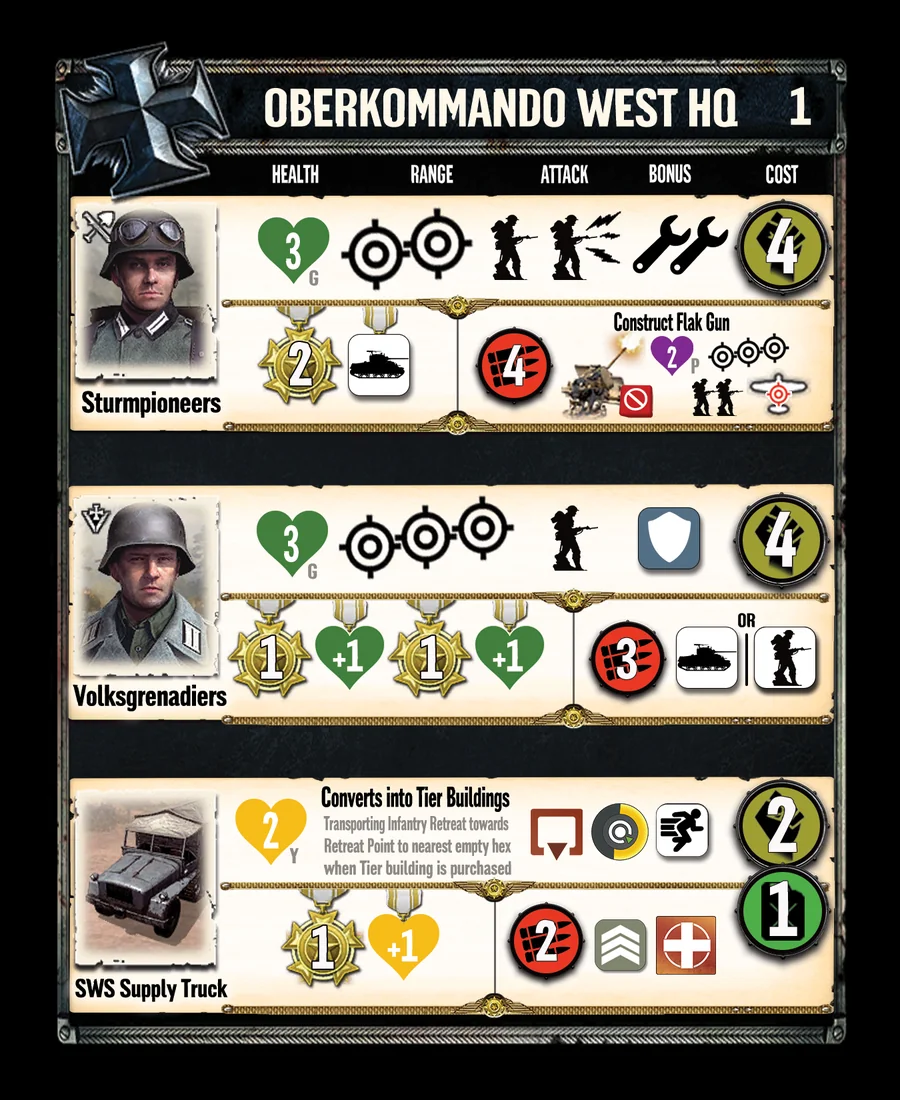 OBERKOMMANDO WEST HQ 1
HEALTH RANGE ATTACK BONUS COST
3 G 4
2 4 Construct Flak Gun 2 P
Sturmpioneers
3 G 4
1 +1 1 +1 3 OR
Volksgrenadiers
2 Y Converts into Tier Buildings 2
Transporting Infantry Retreat towards
Retreat Point to nearest empty hex
when Tier building is purchased
1
1 +1 2
SWS Supply Truck